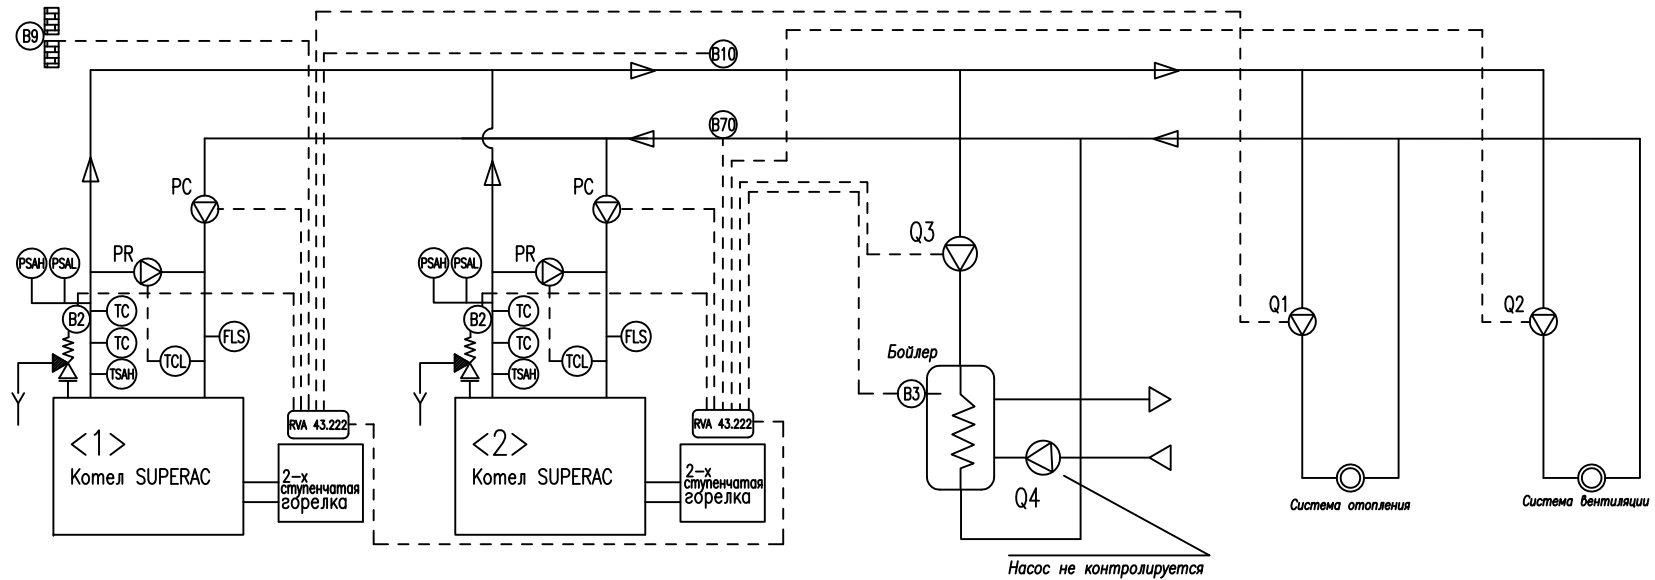 B9
B10
B70
PC
PC
Q3
PR
PR
PSAH
PSAL
PSAH
PSAL
Q1
Q2
B2
TC
B2
TC
TC
FLS
TC
FLS
Бойлер
TCL
TCL
TSAH
TSAH
B3
RVA 43.222
RVA 43.222
<1>
<2>
Котел SUPERAC
2-х
ступенчатая
горелка
Котел SUPERAC
2-х
ступенчатая
горелка
Q4
Система отопления
Система вентиляции
Насос не контролируется